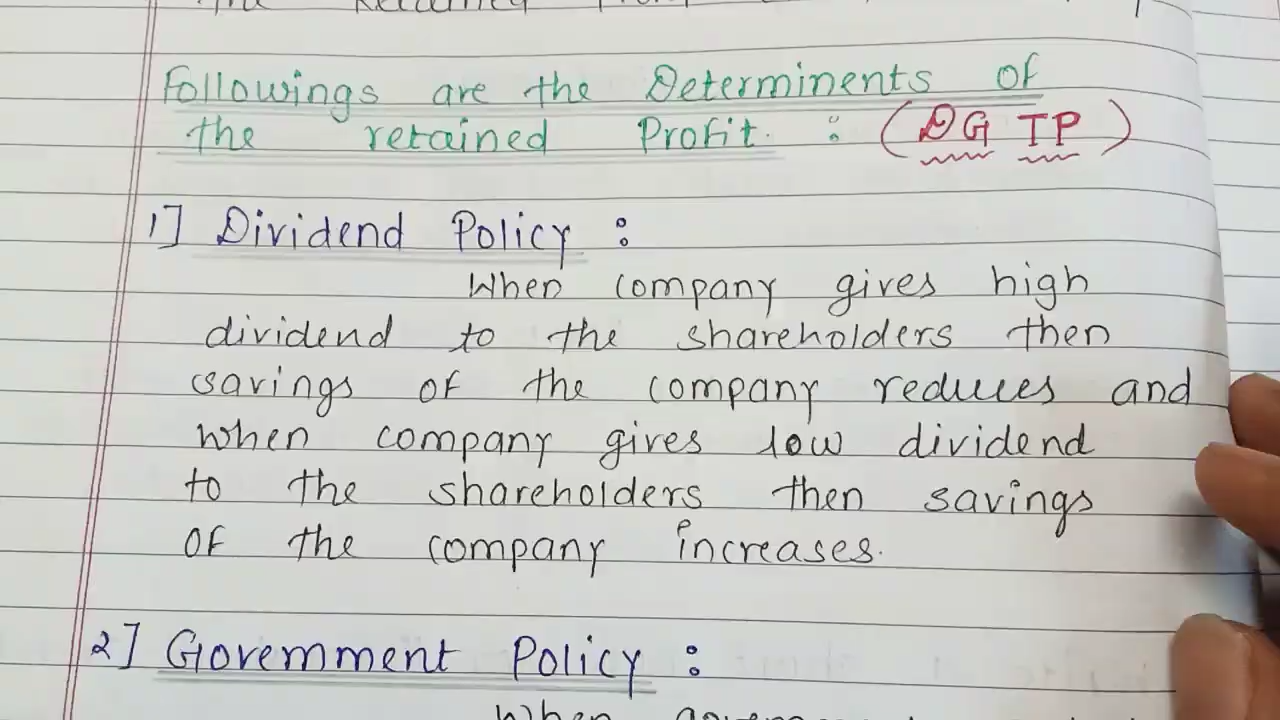 Followings are the Determinents of
the retained Profit. : (DG TP)
1] Dividend Policy :
When company gives high
dividend to the shareholders then
savings of the company reduces and
when company gives low dividend
to the shareholders then savings
of the company increases.
2] Government Policy :
When